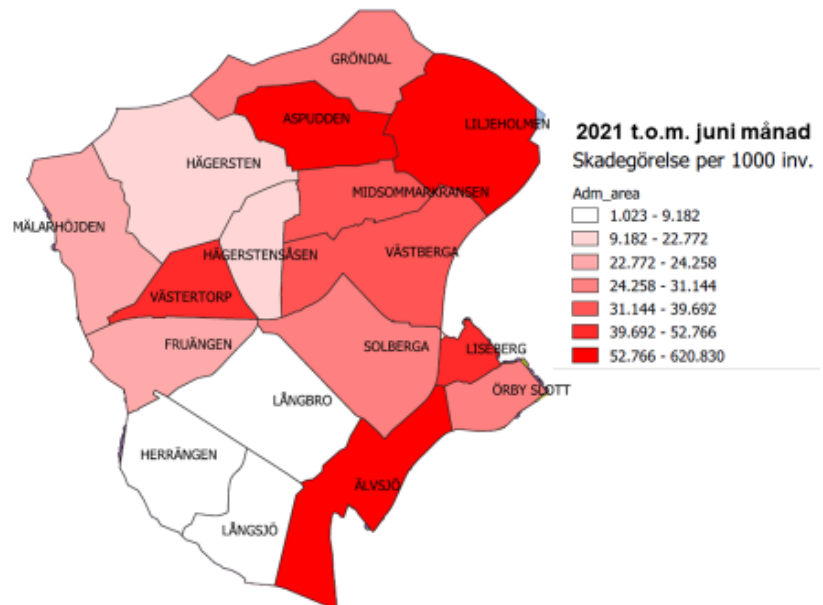 GRÖNDAL
ASPUDDEN
LILJEHOLMEN
HÄGERSTEN
MIDSOMMARKRANSEN
MÄLARHÖJDEN
HÄGERSTENSÅSEN
VÄSTBERGA
VÄSTERTORP
FRUÄNGEN
SOLBERGA
LISEBERG
ÖRBY SLOTT
LÅNGBRO
HERRÄNGEN
ÄLVSJÖ
LÅNGSJÖ
2021 t.o.m. juni månad
Skadegörelse per 1000 inv.
Adm_area
1.023 - 9.182
9.182 - 22.772
22.772 - 24.258
24.258 - 31.144
31.144 - 39.692
39.692 - 52.766
52.766 - 620.830